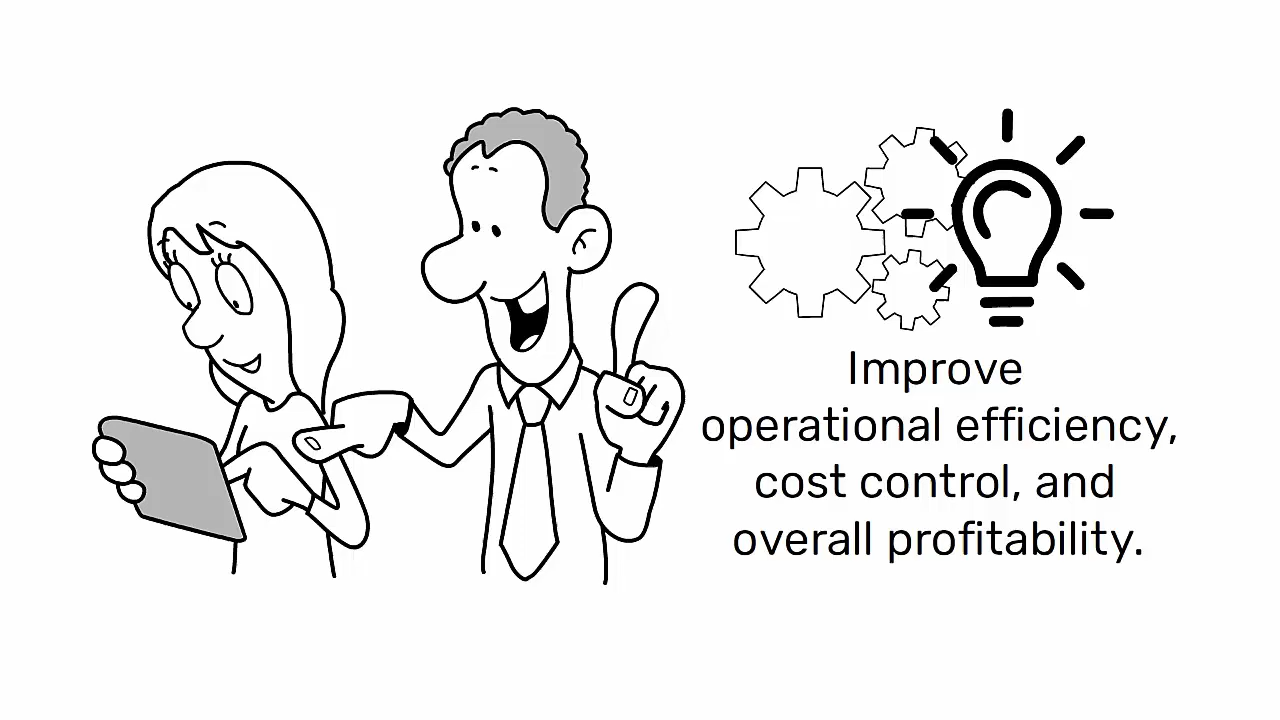 Improve
operational efficiency,
cost control, and
overall profitability.